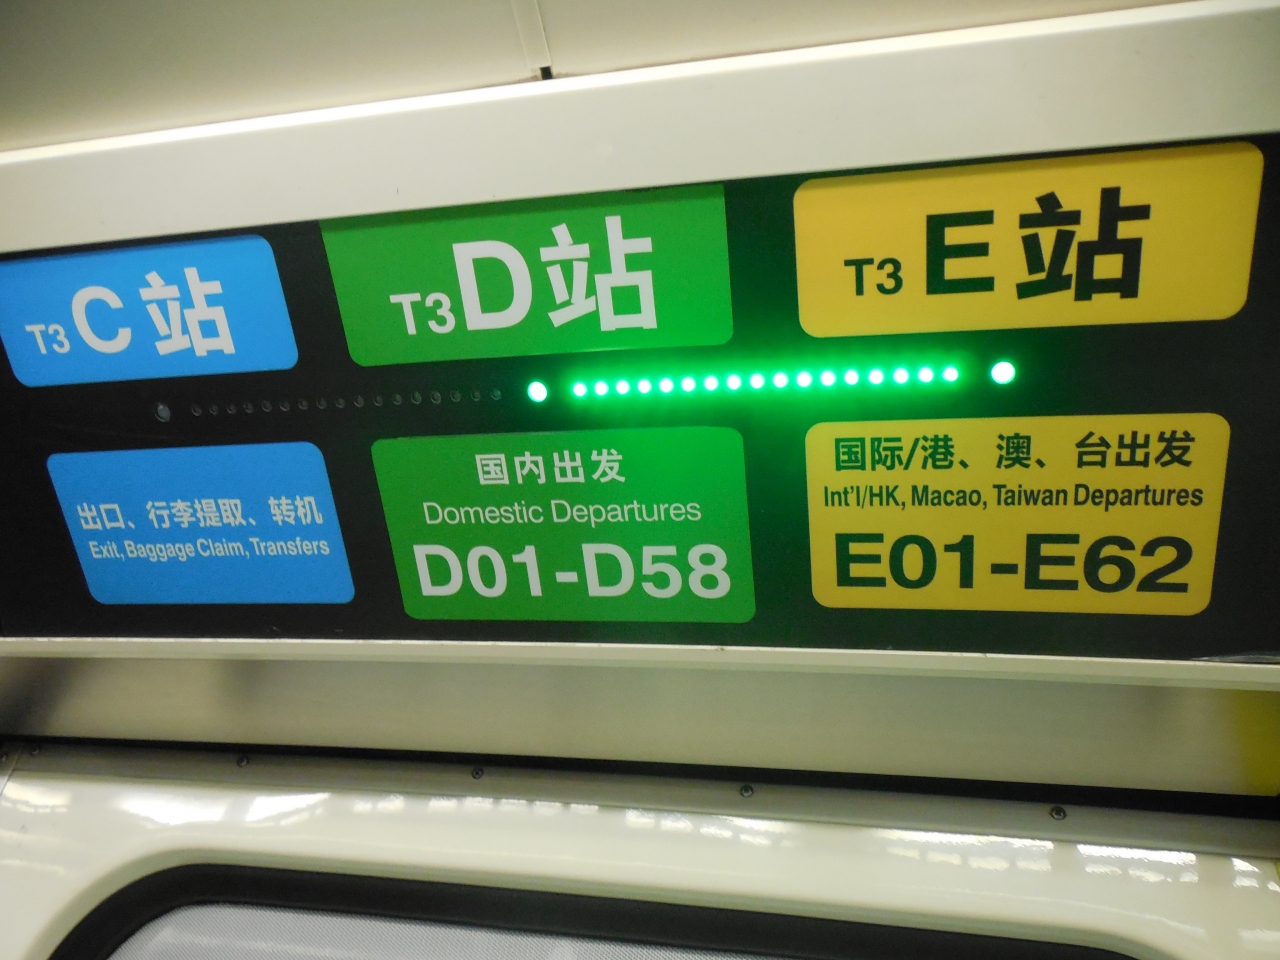 T3 C 站
T3 D 站
T3 E 站
出口、行李提取、转机
Exit, Baggage Claim, Transfers
国内出发
Domestic Departures
D01-D58
国际/港、澳、台出发
Int'l/HK, Macao, Taiwan Departures
E01-E62